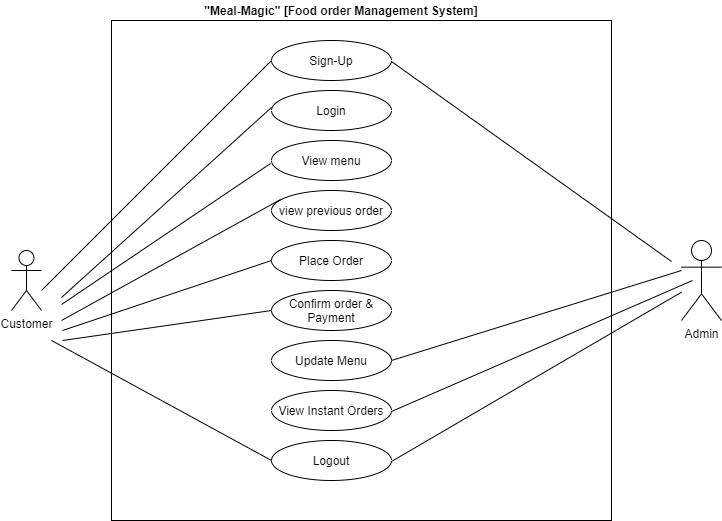 "Meal-Magic" [Food order Management System]
Sign-Up
Login
View menu
view previous order
Place Order
Confirm order &
Payment
Update Menu
View Instant Orders
Logout
Customer
Admin